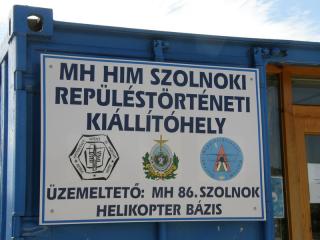 MH HIM SZOLNOKI
REPÜLÉSTÖRTÉNETI
KIÁLLÍTÓHELY
ÜZEMELTETŐ: MH 86.SZOLNOK
HELIKOPTER BÁZIS